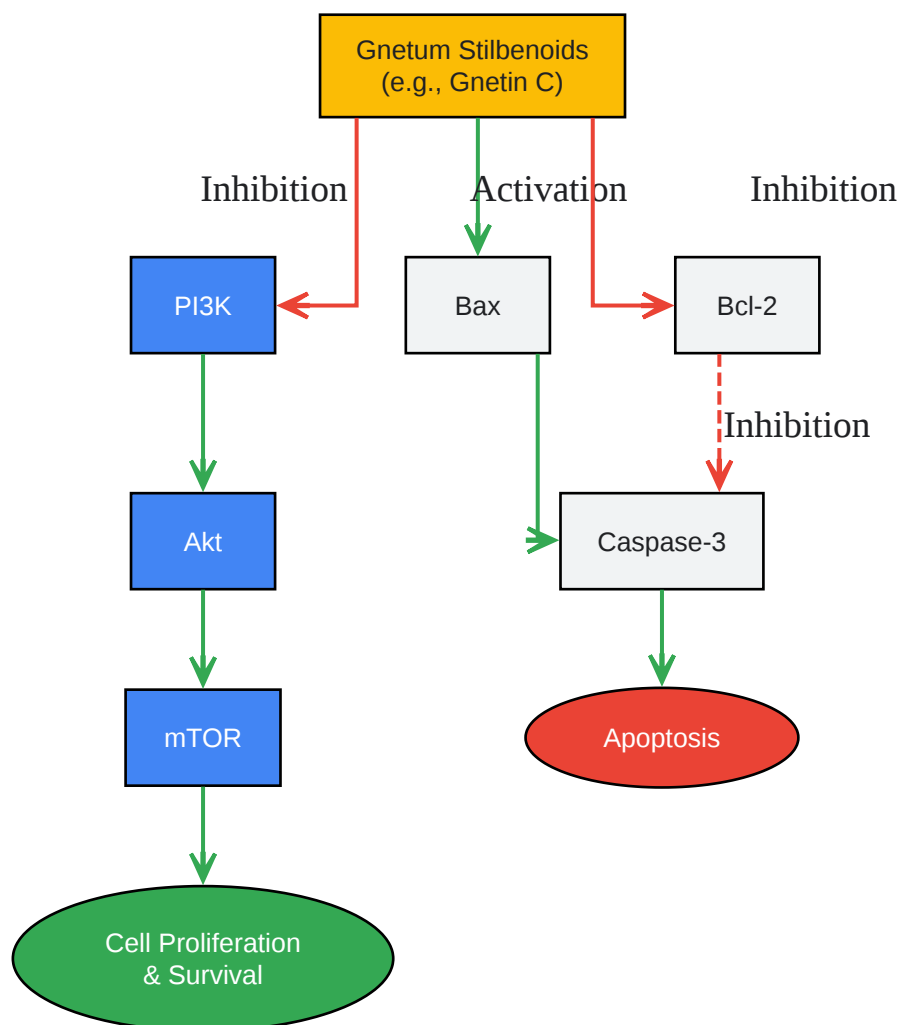 Gnetum Stilbenoids
(e.g., Gnetin C)
Inhibition
Activation
Inhibition
PI3K
Bax
Bcl-2
Inhibition
Akt
Caspase-3
mTOR
Apoptosis
Cell Proliferation
& Survival